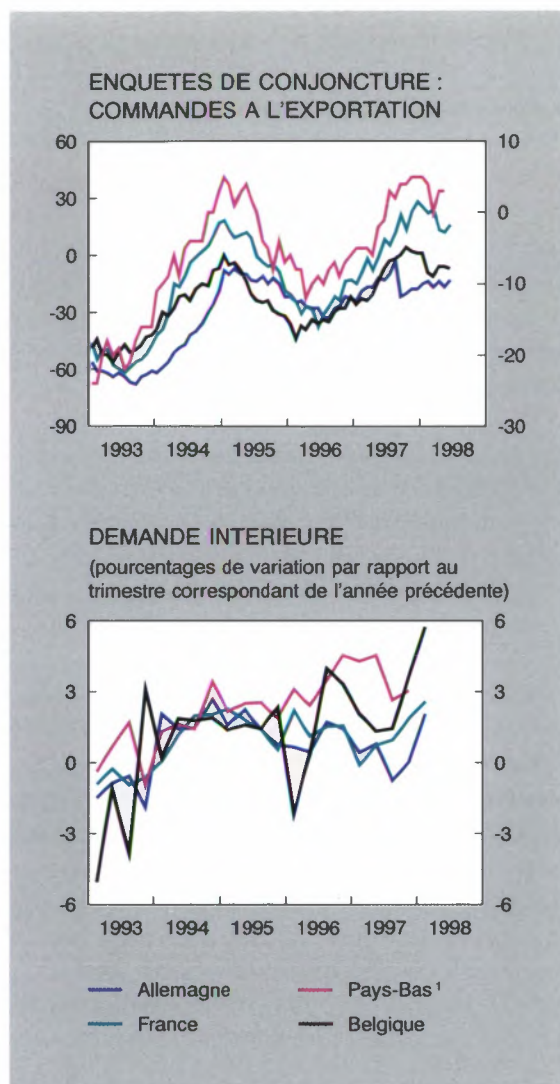 ENQUETES DE CONJONCTURE :
COMMANDES A L'EXPORTATION
60 10
30 0
0
-10
-30
-60 -20
-90 -30
1993 1994 1995 1996 1997 1998
DEMANDE INTERIEURE
(pourcentages de variation par rapport au
trimestre correspondant de l'année précédente)
6 6
3 3
0 0
-3 -3
-6 -6
1993 1994 1995 1996 1997 1998
Allemagne Pays-Bas ¹
France Belgique